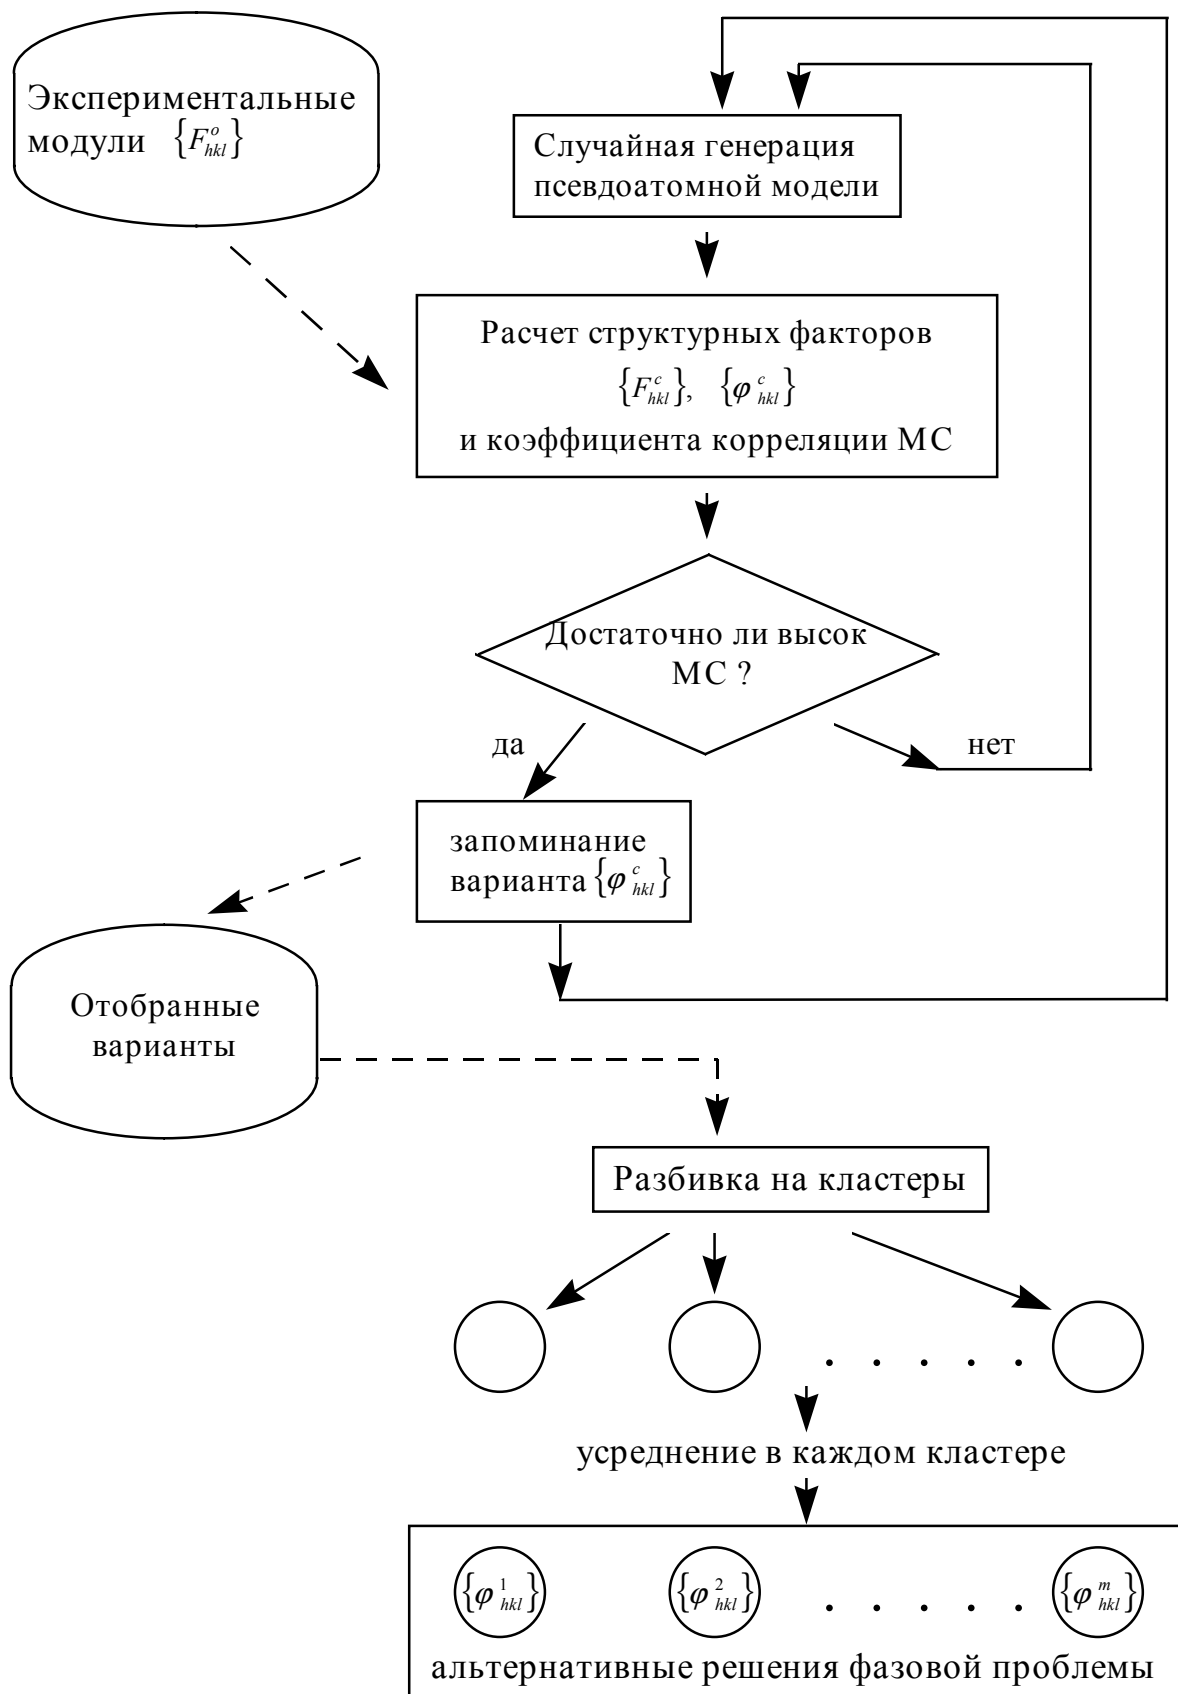 Экспериментальные
модули {F^o_hkl}
Случайная генерация
псевдоатомной модели
Расчет структурных факторов
{F^c_hkl}, {φ^c_hkl}
и коэффициента корреляции МС
Достаточно ли высок
МС ?
да
нет
запоминание
варианта {φ^c_hkl}
Отобранные
варианты
Разбивка на кластеры
. . . . .
усреднение в каждом кластере
{φ^1_hkl} {φ^2_hkl} . . . . . {φ^m_hkl}
альтернативные решения фазовой проблемы